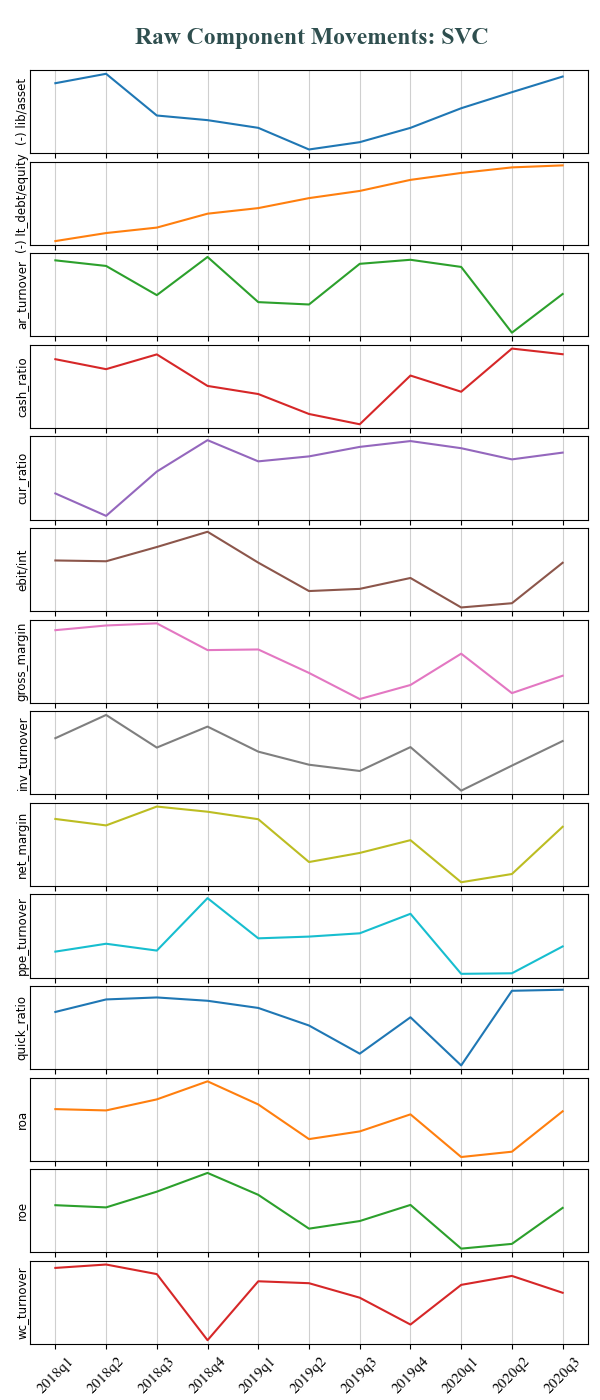 Raw Component Movements: SVC
(-) lib/asset
(-) lt_debt/equity
ar_turnover
cash_ratio
cur_ratio
ebit/int
gross_margin
inv_turnover
net_margin
ppe_turnover
quick_ratio
roa
roe
wc_turnover
2018q1 2018q2 2018q3 2018q4 2019q1 2019q2 2019q3 2019q4 2020q1 2020q2 2020q3